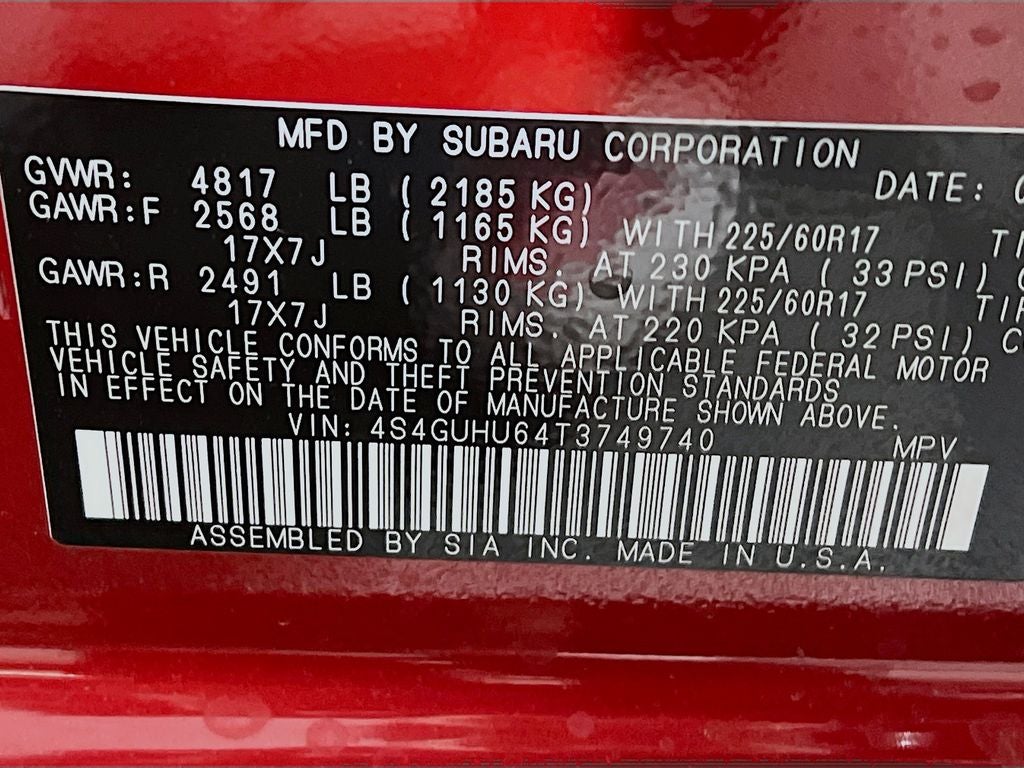 MFD BY SUBARU CORPORATION
GVWR: 4817 LB ( 2185 KG) DATE:
GAWR:F 2568 LB ( 1165 KG) WITH 225/60R17
17X7J RIMS. AT 230 KPA ( 33 PSI)
GAWR:R 2491 LB ( 1130 KG) WITH 225/60R17
17X7J RIMS. AT 220 KPA ( 32 PSI)
THIS VEHICLE CONFORMS TO ALL APPLICABLE FEDERAL MOTOR
VEHICLE SAFETY AND THEFT PREVENTION STANDARDS
IN EFFECT ON THE DATE OF MANUFACTURE SHOWN ABOVE.
VIN: 4S4GUHU64T3749740 MPV
ASSEMBLED BY SIA INC. MADE IN U.S.A.